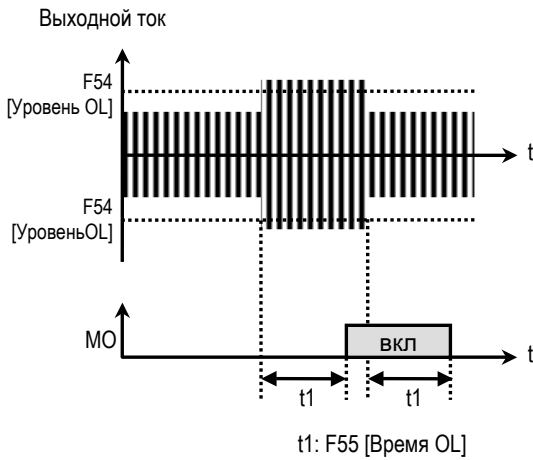 Выходной ток
F54
[Уровень OL]
t
F54
[УровеньOL]
MO
ВКЛ
t
t1
t1
t1: F55 [Время OL]